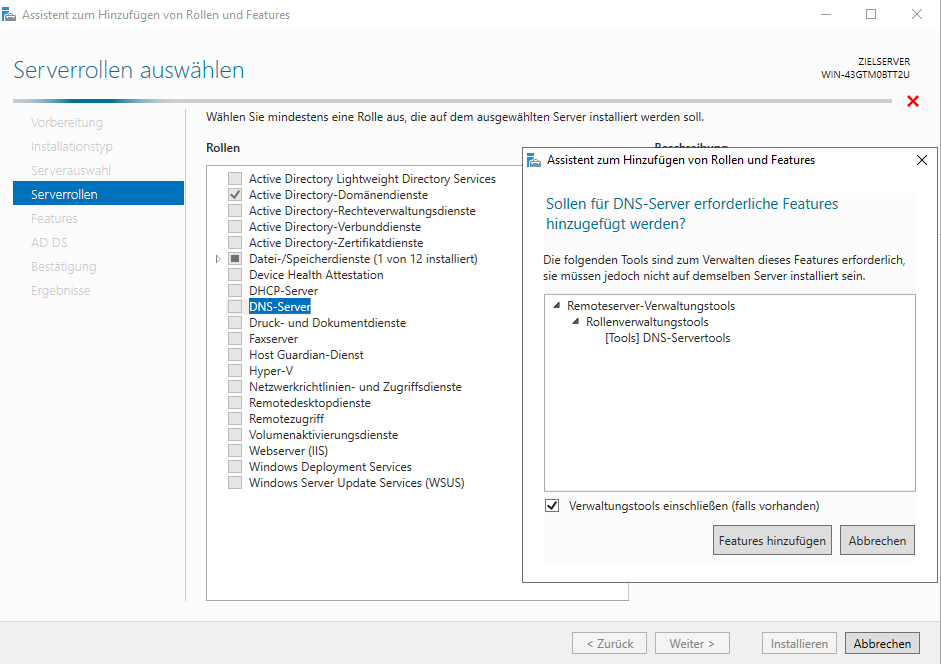 Assistent zum Hinzufügen von Rollen und Features
Serverrollen auswählen
ZIELSERVER
WIN-43GTM0BTT2U
Vorbereitung
Installationstyp
Serverauswahl
Serverrollen
Features
AD DS
Bestätigung
Ergebnisse
Wählen Sie mindestens eine Rolle aus, die auf dem ausgewählten Server installiert werden soll.
Rollen
Beschreibung
Active Directory Lightweight Directory Services
Active Directory-Domänendienste
Active Directory-Rechteverwaltungsdienste
Active Directory-Verbunddienste
Active Directory-Zertifikatdienste
Datei-/Speicherdienste (1 von 12 installiert)
Device Health Attestation
DHCP-Server
DNS-Server
Druck- und Dokumentdienste
Faxserver
Host Guardian-Dienst
Hyper-V
Netzwerkrichtlinien- und Zugriffsdienste
Remotedesktopdienste
Remotezugriff
Volumenaktivierungsdienste
Webserver (IIS)
Windows Deployment Services
Windows Server Update Services (WSUS)
Assistent zum Hinzufügen von Rollen und Features
Sollen für DNS-Server erforderliche Features
hinzugefügt werden?
Die folgenden Tools sind zum Verwalten dieses Features erforderlich,
sie müssen jedoch nicht auf demselben Server installiert sein.
Remoteserver-Verwaltungstools
Rollenverwaltungstools
[Tools] DNS-Servertools
Verwaltungstools einschließen (falls vorhanden)
Features hinzufügen
Abbrechen
< Zurück
Weiter >
Installieren
Abbrechen